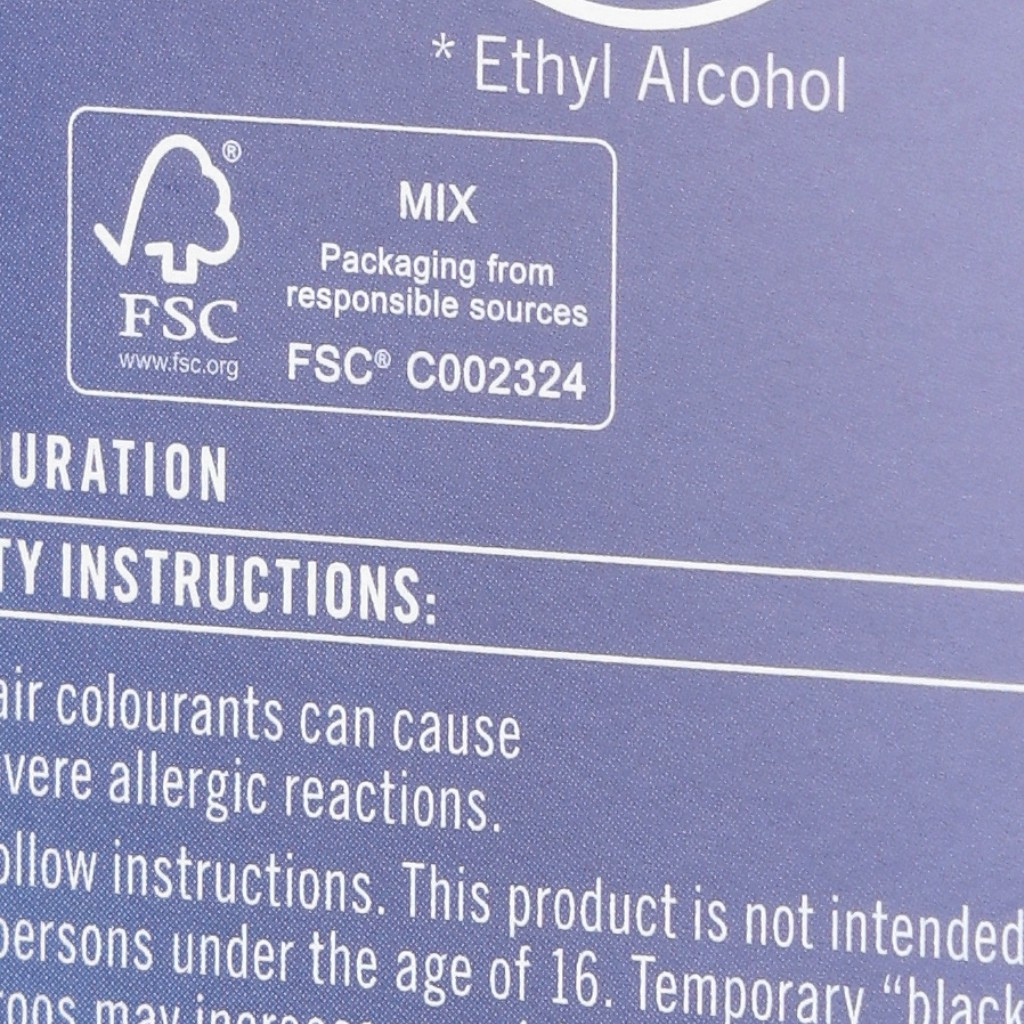 * Ethyl Alcohol
®
MIX
Packaging from
responsible sources
FSC
www.fsc.org
FSC® C002324
URATION
TY INSTRUCTIONS:
air colourants can cause
vere allergic reactions.
ollow instructions. This product is not intended
persons under the age of 16. Temporary “black
may